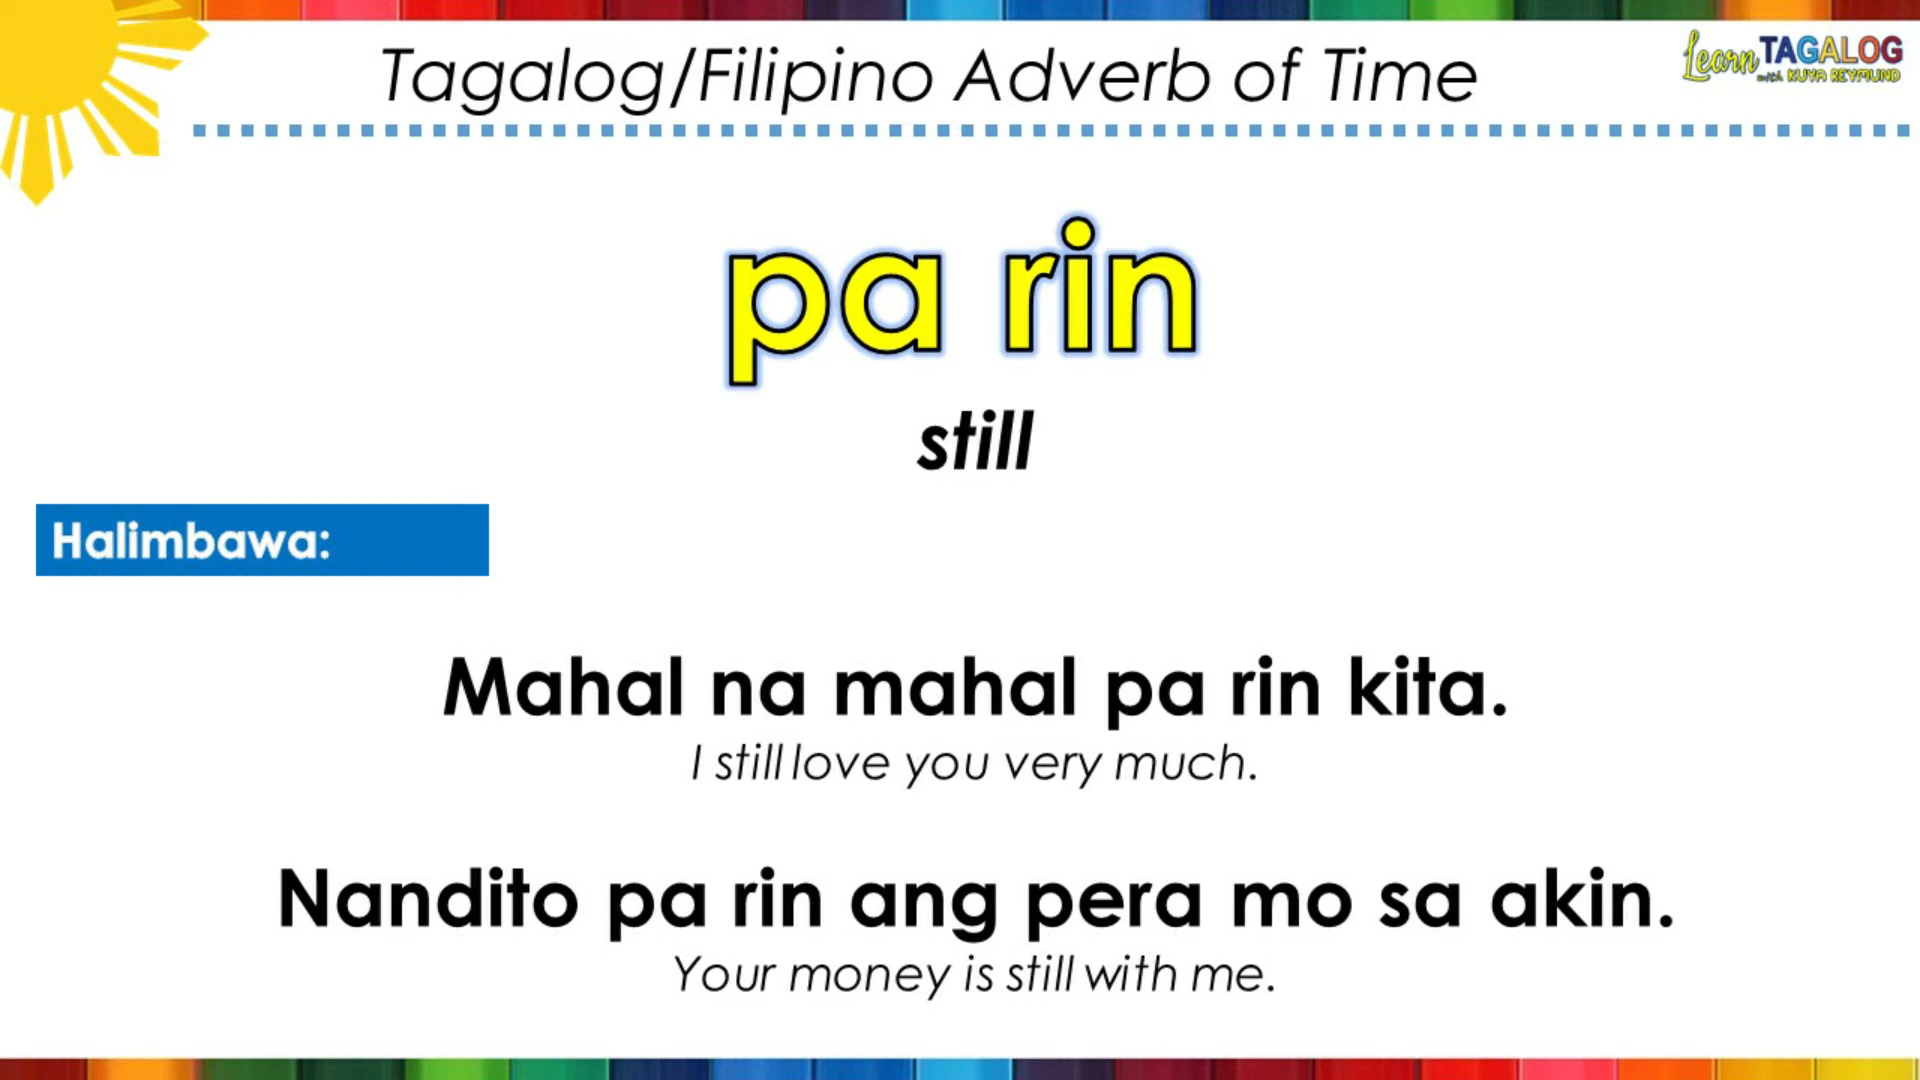 Tagalog/Filipino Adverb of Time
Learn TAGALOG
with KUYA REYMUND
pa rin
still
Halimbawa:
Mahal na mahal pa rin kita.
I still love you very much.
Nandito pa rin ang pera mo sa akin.
Your money is still with me.